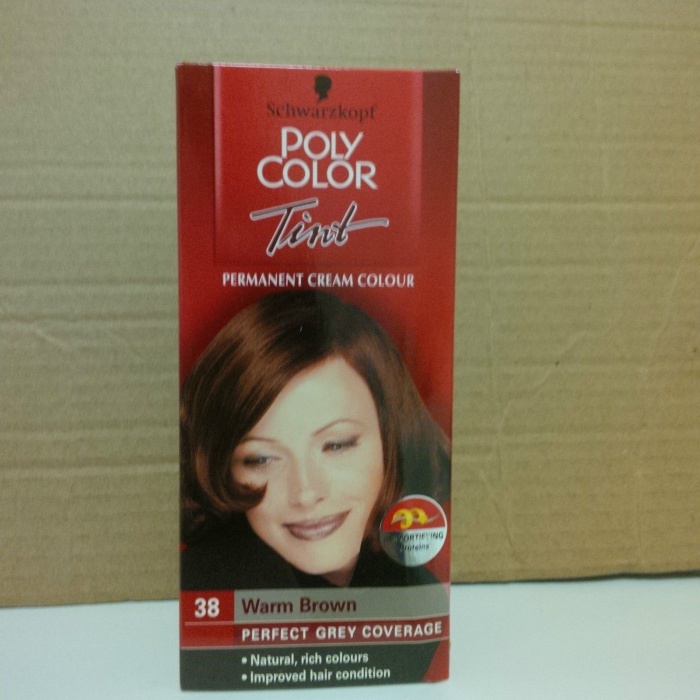 Schwarzkopf
POLY
COLOR
Tint
PERMANENT CREAM COLOUR
Proteins
38 Warm Brown
PERFECT GREY COVERAGE
• Natural, rich colours
• Improved hair condition